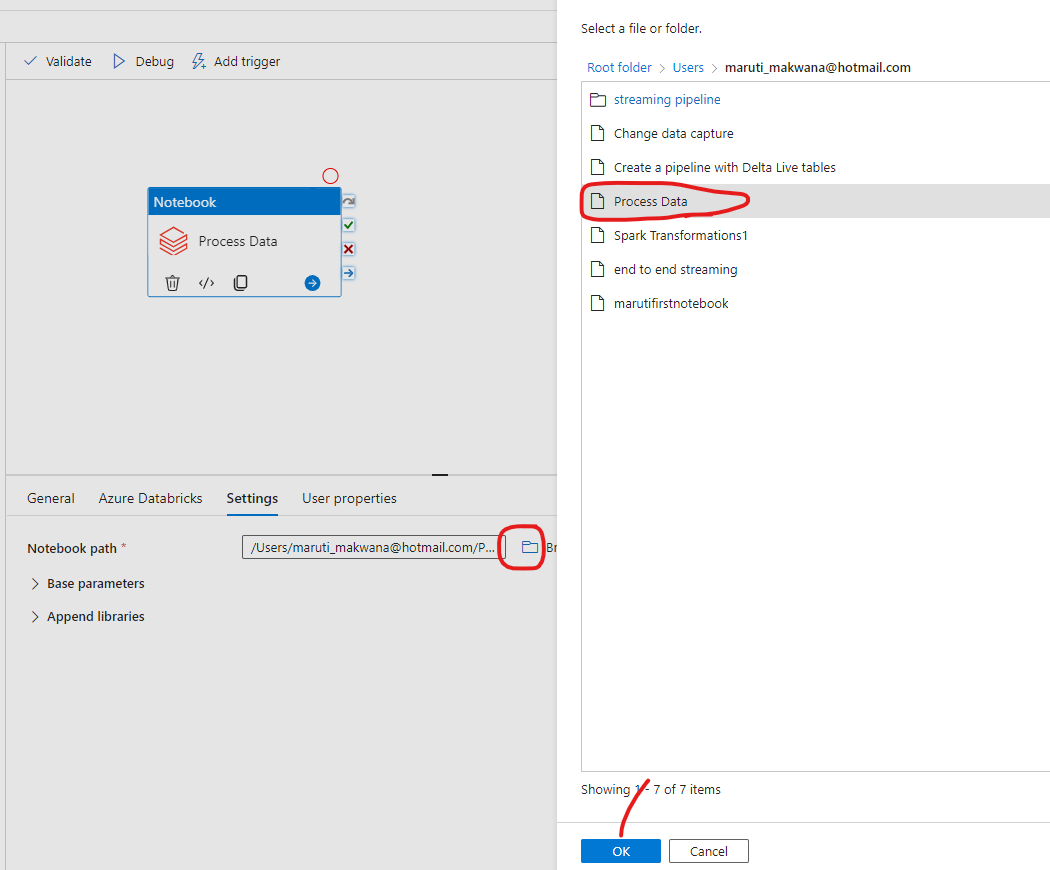 Validate Debug Add trigger
Notebook
Process Data
General Azure Databricks Settings User properties
Notebook path *
/Users/maruti_makwana@hotmail.com/P...
Base parameters
Append libraries
Select a file or folder.
Root folder > Users > maruti_makwana@hotmail.com
streaming pipeline
Change data capture
Create a pipeline with Delta Live tables
Process Data
Spark Transformations1
end to end streaming
marutifirstnotebook
Showing 1 - 7 of 7 items
OK Cancel